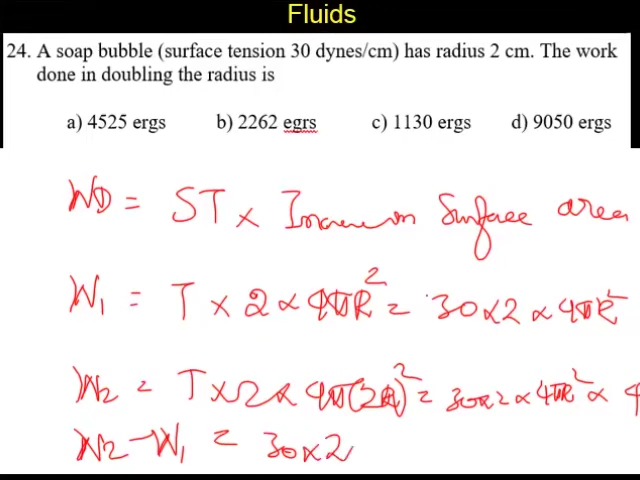 Fluids
24. A soap bubble (surface tension 30 dynes/cm) has radius 2 cm. The work
done in doubling the radius is
a) 4525 ergs b) 2262 egrs c) 1130 ergs d) 9050 ergs
WD = ST × Increase in Surface area
W₁ = T × 2 × 4πR² = 30 × 2 × 4πR²
W₂ = T × 2 × 4π(2R)² = 30 × 2 × 4πR² × 4
W₂ − W₁ = 30 × 2